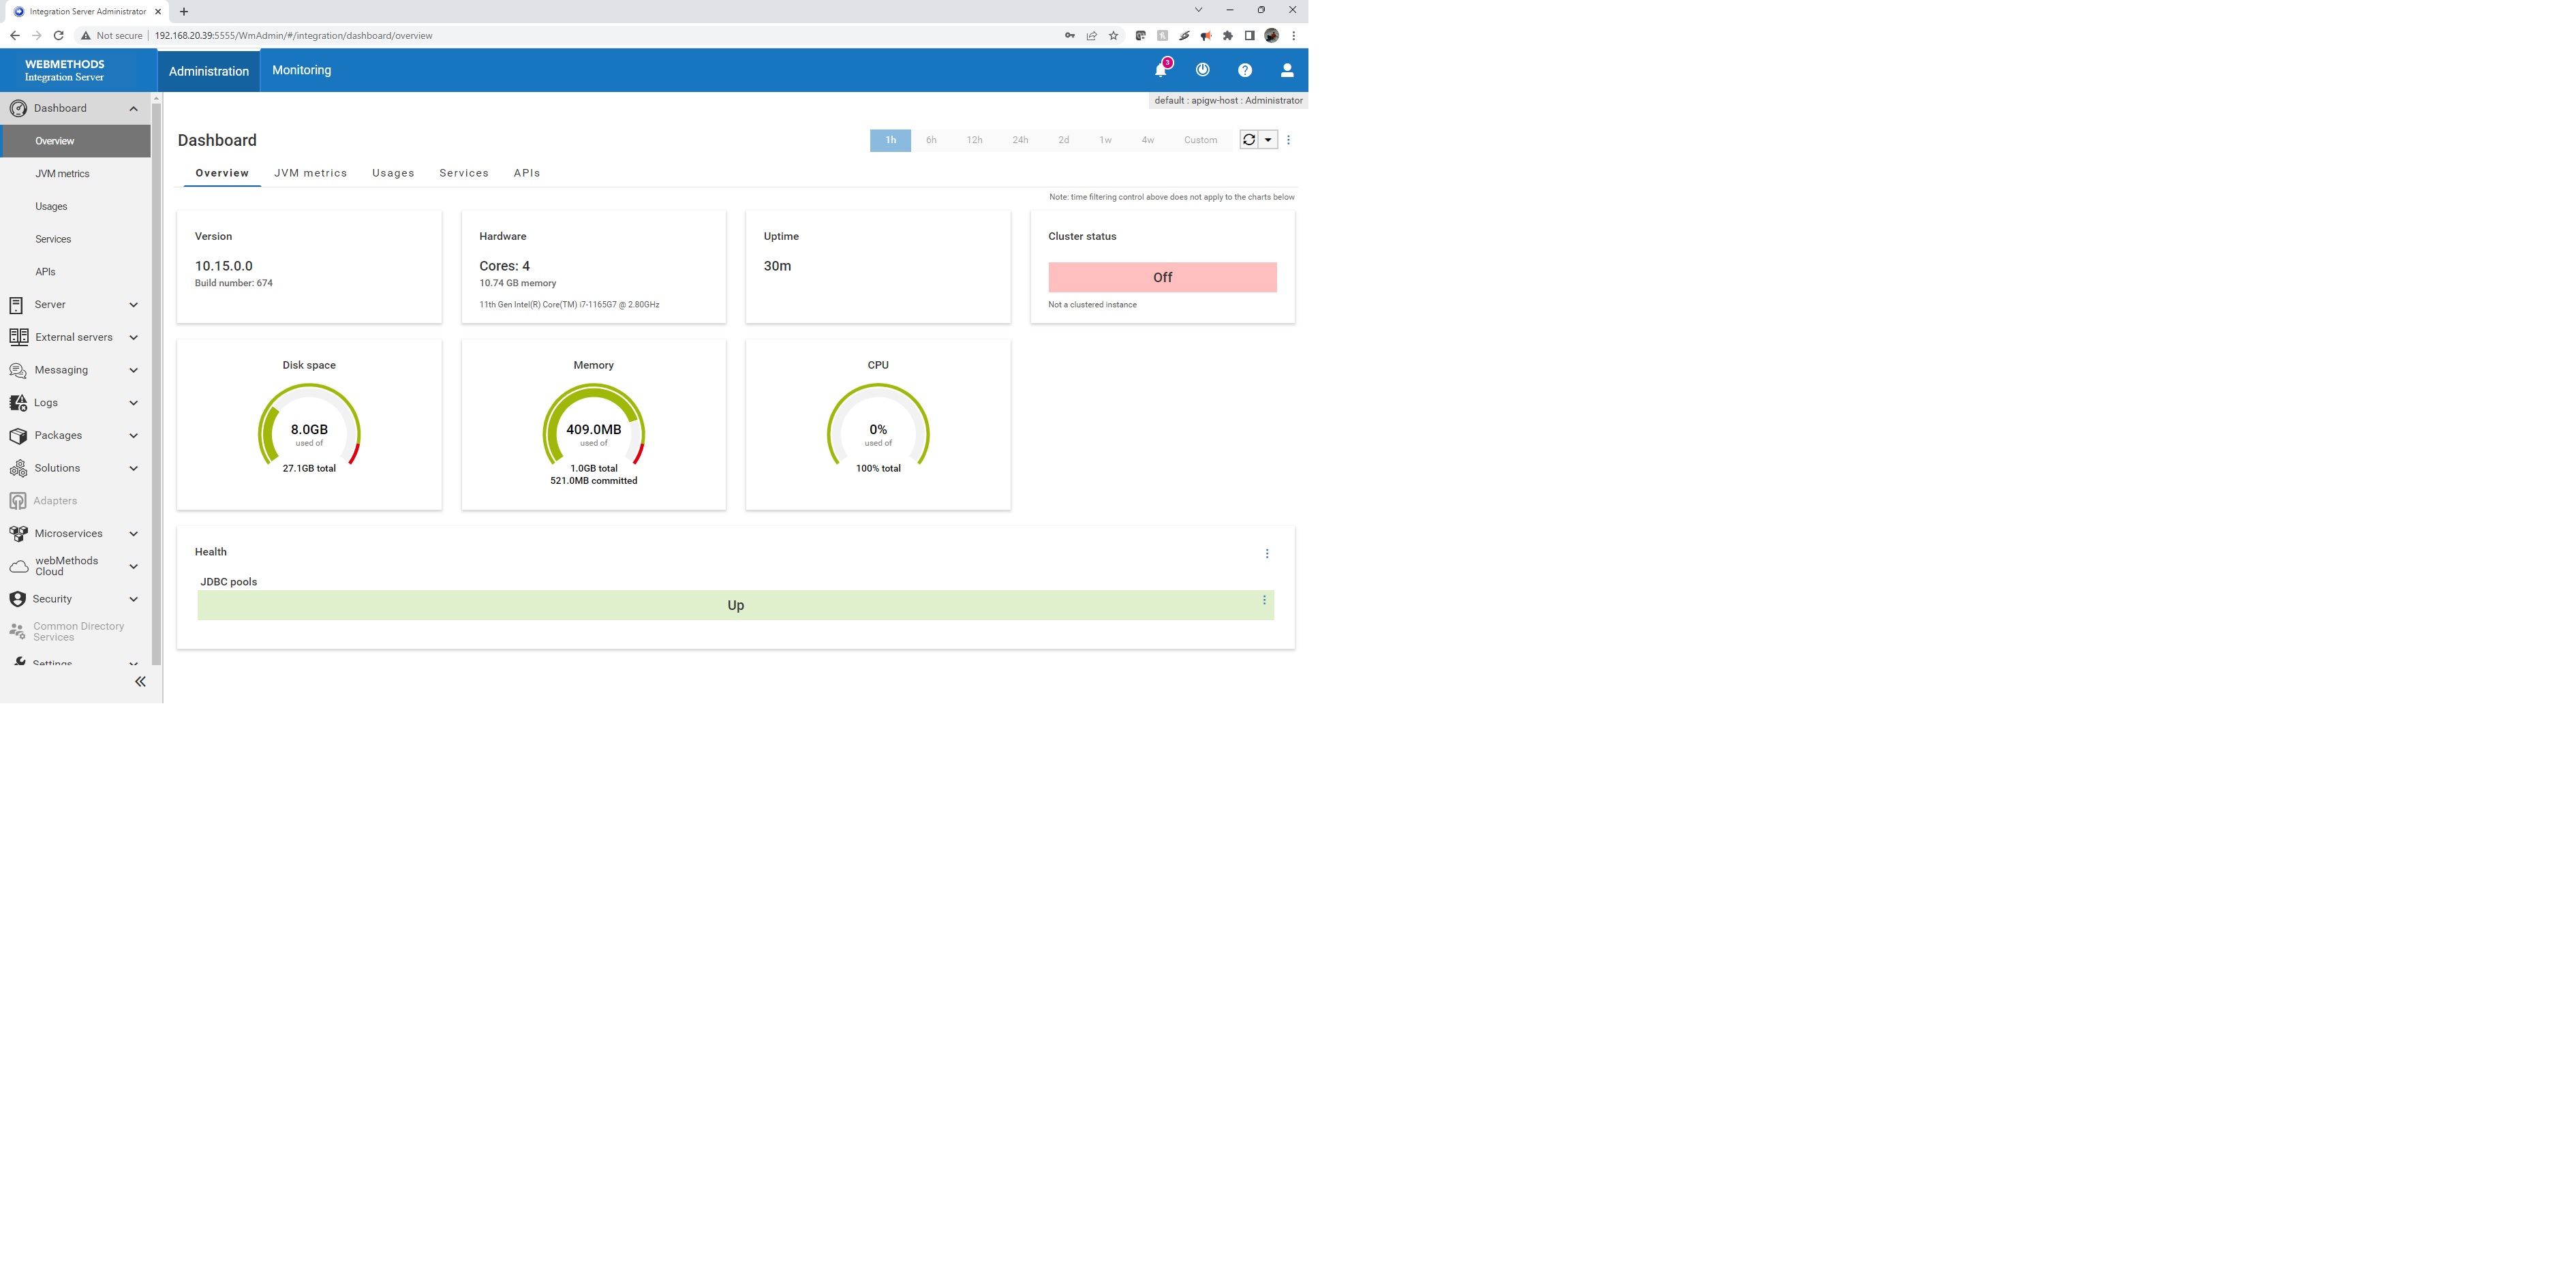 Integration Server Administrator
Not secure
192.168.20.39:5555/WmAdmin/#/integration/dashboard/overview
WEBMETHODS
Integration Server
Administration
Monitoring
3
default : apigw-host : Administrator
Dashboard
Overview
JVM metrics
Usages
Services
APIs
Server
External servers
Messaging
Logs
Packages
Solutions
Adapters
Microservices
webMethods
Cloud
Security
Common Directory
Services
Settings
Dashboard
1h
6h
12h
24h
2d
1w
4w
Custom
Overview
JVM metrics
Usages
Services
APIs
Note: time filtering control above does not apply to the charts below
Version
10.15.0.0
Build number: 674
Hardware
Cores: 4
10.74 GB memory
11th Gen Intel(R) Core(TM) i7-1165G7 @ 2.80GHz
Uptime
30m
Cluster status
Off
Not a clustered instance
Disk space
8.0GB
used of
27.1GB total
Memory
409.0MB
used of
1.0GB total
521.0MB committed
CPU
0%
used of
100% total
Health
JDBC pools
Up